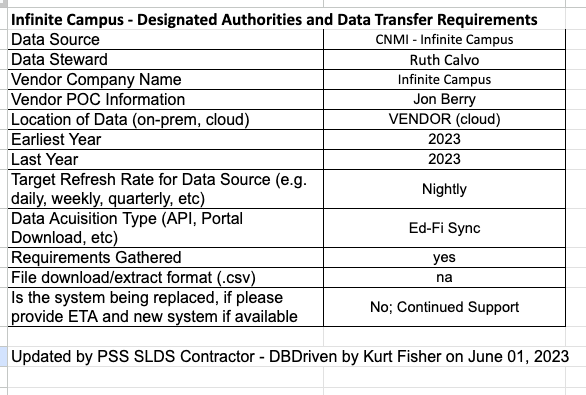 Infinite Campus - Designated Authorities and Data Transfer Requirements
Data Source CNMI - Infinite Campus
Data Steward Ruth Calvo
Vendor Company Name Infinite Campus
Vendor POC Information Jon Berry
Location of Data (on-prem, cloud) VENDOR (cloud)
Earliest Year 2023
Last Year 2023
Target Refresh Rate for Data Source (e.g.
daily, weekly, quarterly, etc) Nightly
Data Acuisition Type (API, Portal
Download, etc) Ed-Fi Sync
Requirements Gathered yes
File download/extract format (.csv) na
Is the system being replaced, if please
provide ETA and new system if available No; Continued Support
Updated by PSS SLDS Contractor - DBDriven by Kurt Fisher on June 01, 2023